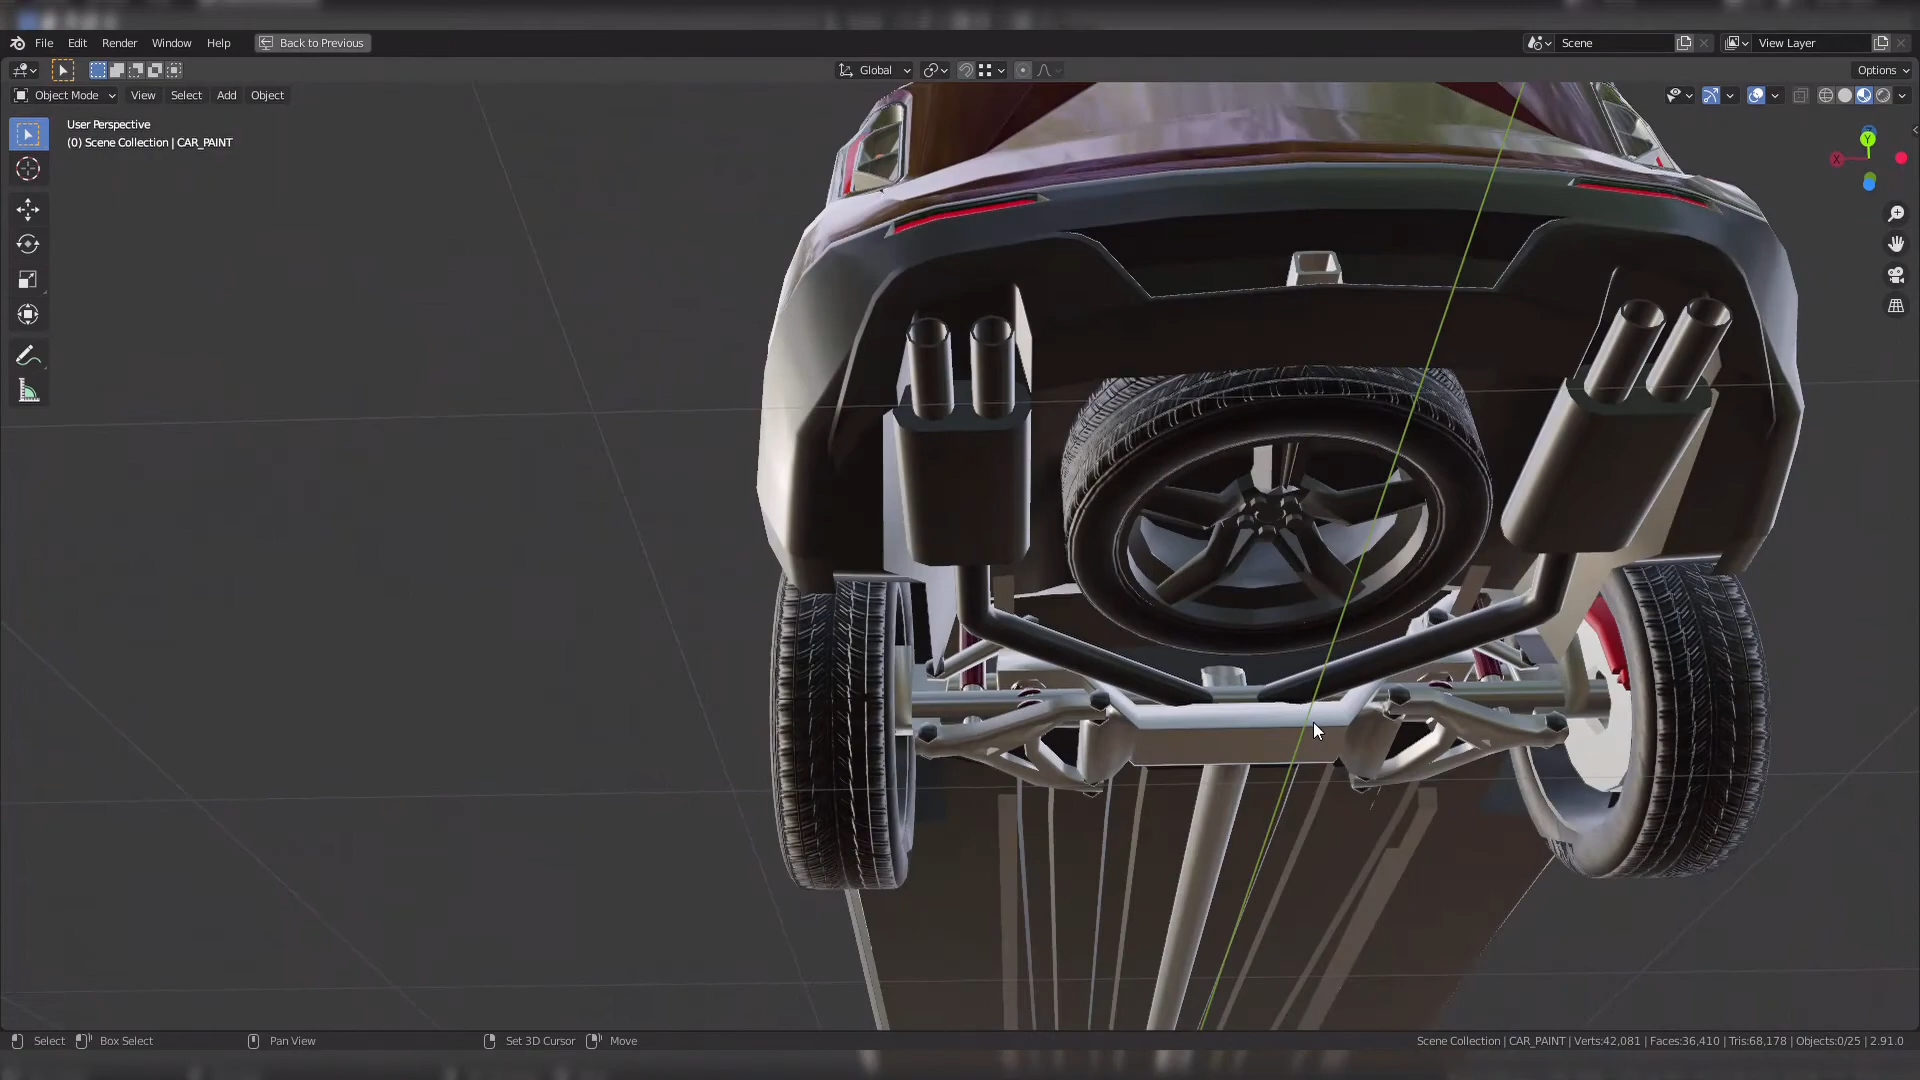 File Edit Render Window Help Back to Previous Scene View Layer
Global Options
Object Mode View Select Add Object
User Perspective
(0) Scene Collection | CAR_PAINT
Y
X
Select Box Select Pan View Set 3D Cursor Move Scene Collection | CAR_PAINT | Verts:42,081 | Faces:36,410 | Tris:68,178 | Objects:0/25 | 2.91.0